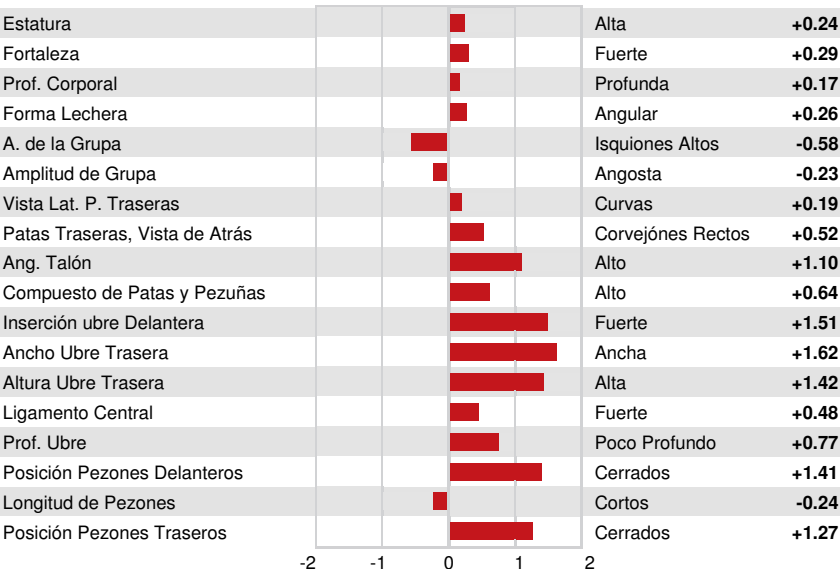 Estatura Alta +0.24
Fortaleza Fuerte +0.29
Prof. Corporal Profunda +0.17
Forma Lechera Angular +0.26
A. de la Grupa Isquiones Altos -0.58
Amplitud de Grupa Angosta -0.23
Vista Lat. P. Traseras Curvas +0.19
Patas Traseras, Vista de Atrás Corvejónes Rectos +0.52
Ang. Talón Alto +1.10
Compuesto de Patas y Pezuñas Alto +0.64
Inserción ubre Delantera Fuerte +1.51
Ancho Ubre Trasera Ancha +1.62
Altura Ubre Trasera Alta +1.42
Ligamento Central Fuerte +0.48
Prof. Ubre Poco Profundo +0.77
Posición Pezones Delanteros Cerrados +1.41
Longitud de Pezones Cortos -0.24
Posición Pezones Traseros Cerrados +1.27
-2 -1 0 1 2